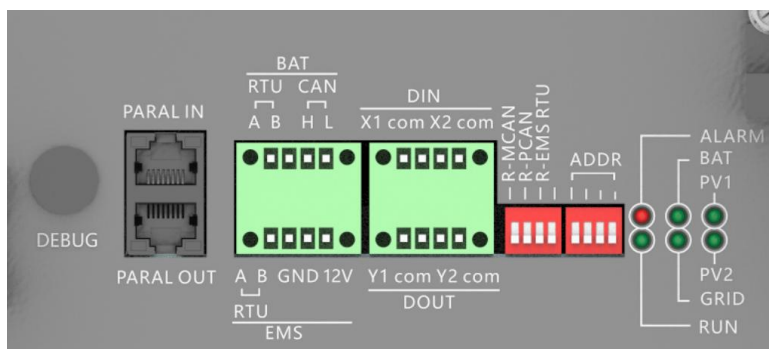 BAT
RTU CAN
A B H L
DIN
X1 com X2 com
PARAL IN
R-MCAN
R-PCAN
R-EMS RTU
ADDR
ALARM
BAT
PV1
DEBUG
PARAL OUT
A B GND 12V
RTU
EMS
Y1 com Y2 com
DOUT
PV2
GRID
RUN